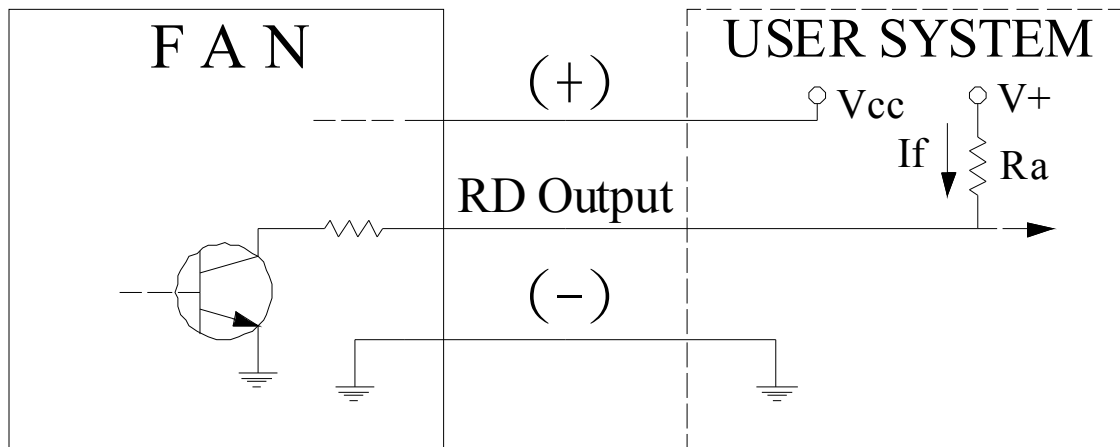 F A N
USER SYSTEM
(+)
Vcc
V+
If
Ra
RD Output
(-)